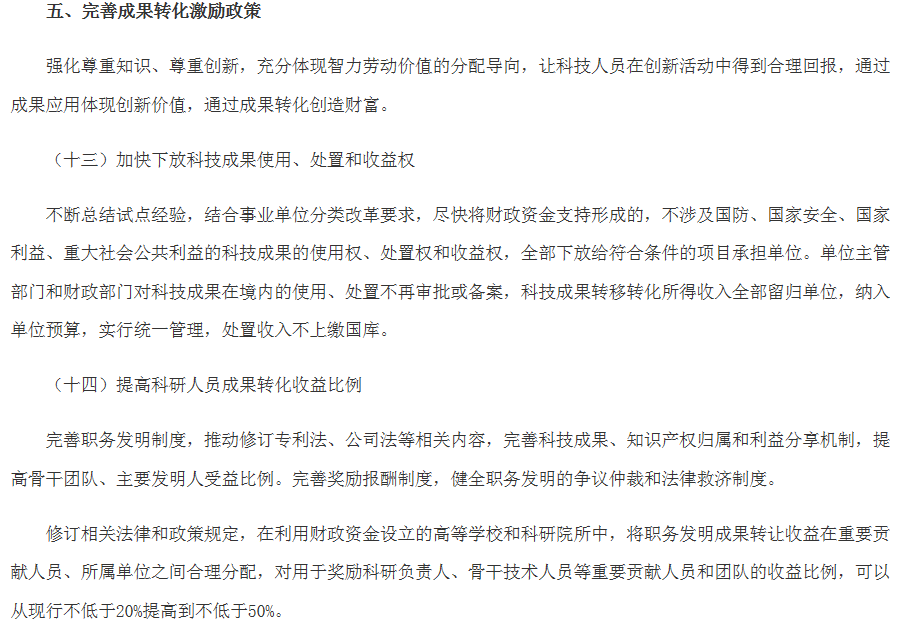 五、完善成果转化激励政策
强化尊重知识、尊重创新，充分体现智力劳动价值的分配导向，让科技人员在创新活动中得到合理回报，通过
成果应用体现创新价值，通过成果转化创造财富。
（十三）加快下放科技成果使用、处置和收益权
不断总结试点经验，结合事业单位分类改革要求，尽快将财政资金支持形成的，不涉及国防、国家安全、国家
利益、重大社会公共利益的科技成果的使用权、处置权和收益权，全部下放给符合条件的项目承担单位。单位主管
部门和财政部门对科技成果在境内的使用、处置不再审批或备案，科技成果转移转化所得收入全部留归单位，纳入
单位预算，实行统一管理，处置收入不上缴国库。
（十四）提高科研人员成果转化收益比例
完善职务发明制度，推动修订专利法、公司法等相关内容，完善科技成果、知识产权归属和利益分享机制，提
高骨干团队、主要发明人受益比例。完善奖励报酬制度，健全职务发明的争议仲裁和法律救济制度。
修订相关法律和政策规定，在利用财政资金设立的高等学校和科研院所中，将职务发明成果转让收益在重要贡
献人员、所属单位之间合理分配，对用于奖励科研负责人、骨干技术人员等重要贡献人员和团队的收益比例，可以
从现行不低于20%提高到不低于50%。